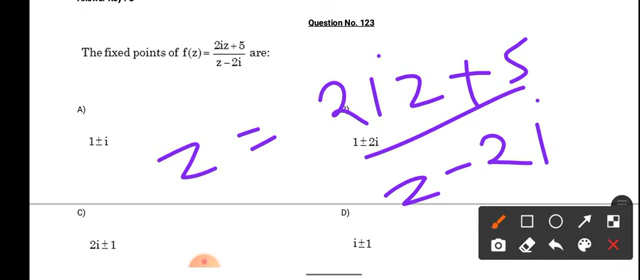 Question No. 123
The fixed points of f(z) = (2iz + 5)/(z − 2i) are:
A)
1 ± i
1 ± 2i
C)
2i ± 1
D)
i ± 1
z = (2iz + 5)/(z − 2i)